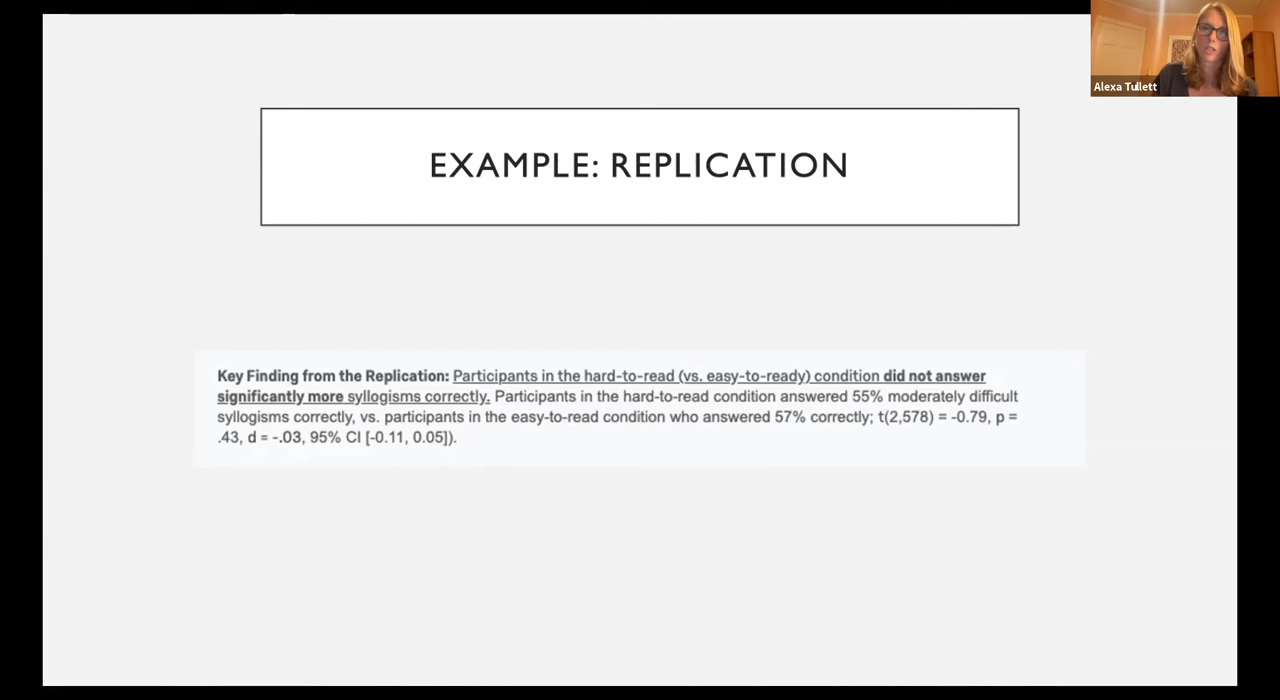 Alexa Tullett
EXAMPLE: REPLICATION
Key Finding from the Replication: Participants in the hard-to-read (vs. easy-to-ready) condition did not answer
significantly more syllogisms correctly. Participants in the hard-to-read condition answered 55% moderately difficult
syllogisms correctly, vs. participants in the easy-to-read condition who answered 57% correctly; t(2,578) = -0.79, p =
.43, d = -.03, 95% CI [-0.11, 0.05]).